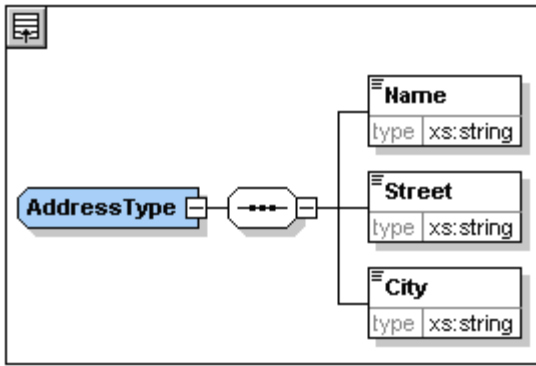 Name
type xs:string
AddressType
Street
type xs:string
City
type xs:string